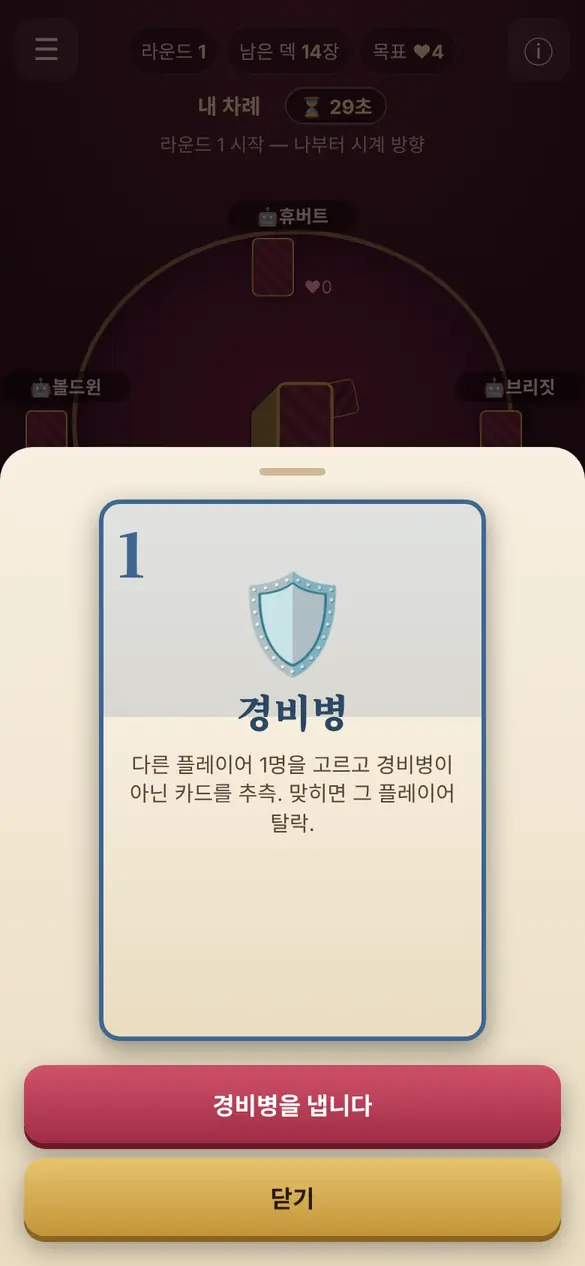 라운드 1 남은 덱 14장 목표 ♥4
내 차례 ⏳ 29초
라운드 1 시작 — 나부터 시계 방향
🤖휴버트
♥0
🤖볼드윈 🤖브리짓
1
경비병
다른 플레이어 1명을 고르고 경비병이
아닌 카드를 추측. 맞히면 그 플레이어
탈락.
경비병을 냅니다
닫기